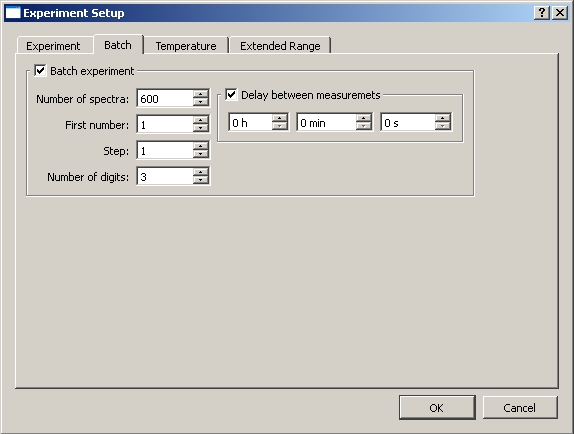 Experiment Setup
Experiment Batch Temperature Extended Range
Batch experiment
Number of spectra: 600
Delay between measuremets
First number: 1
0 h 0 min 0 s
Step: 1
Number of digits: 3
OK Cancel